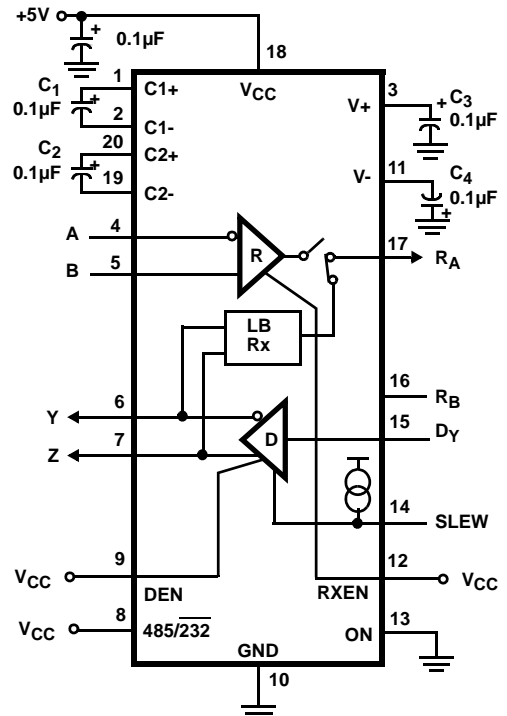 +5V
+
0.1µF
18
1
C1+
VCC
3
C1
0.1µF
+
2
C1-
V+
+
C3
0.1µF
20
C2+
C2
0.1µF
+
19
C2-
V-
11
C4
0.1µF
+
A
4
B
5
R
17
RA
LB
Rx
16
RB
Y
6
15
DY
Z
7
D
14
SLEW
VCC
9
DEN
12
RXEN
VCC
VCC
8
485/232
ON
13
GND
10